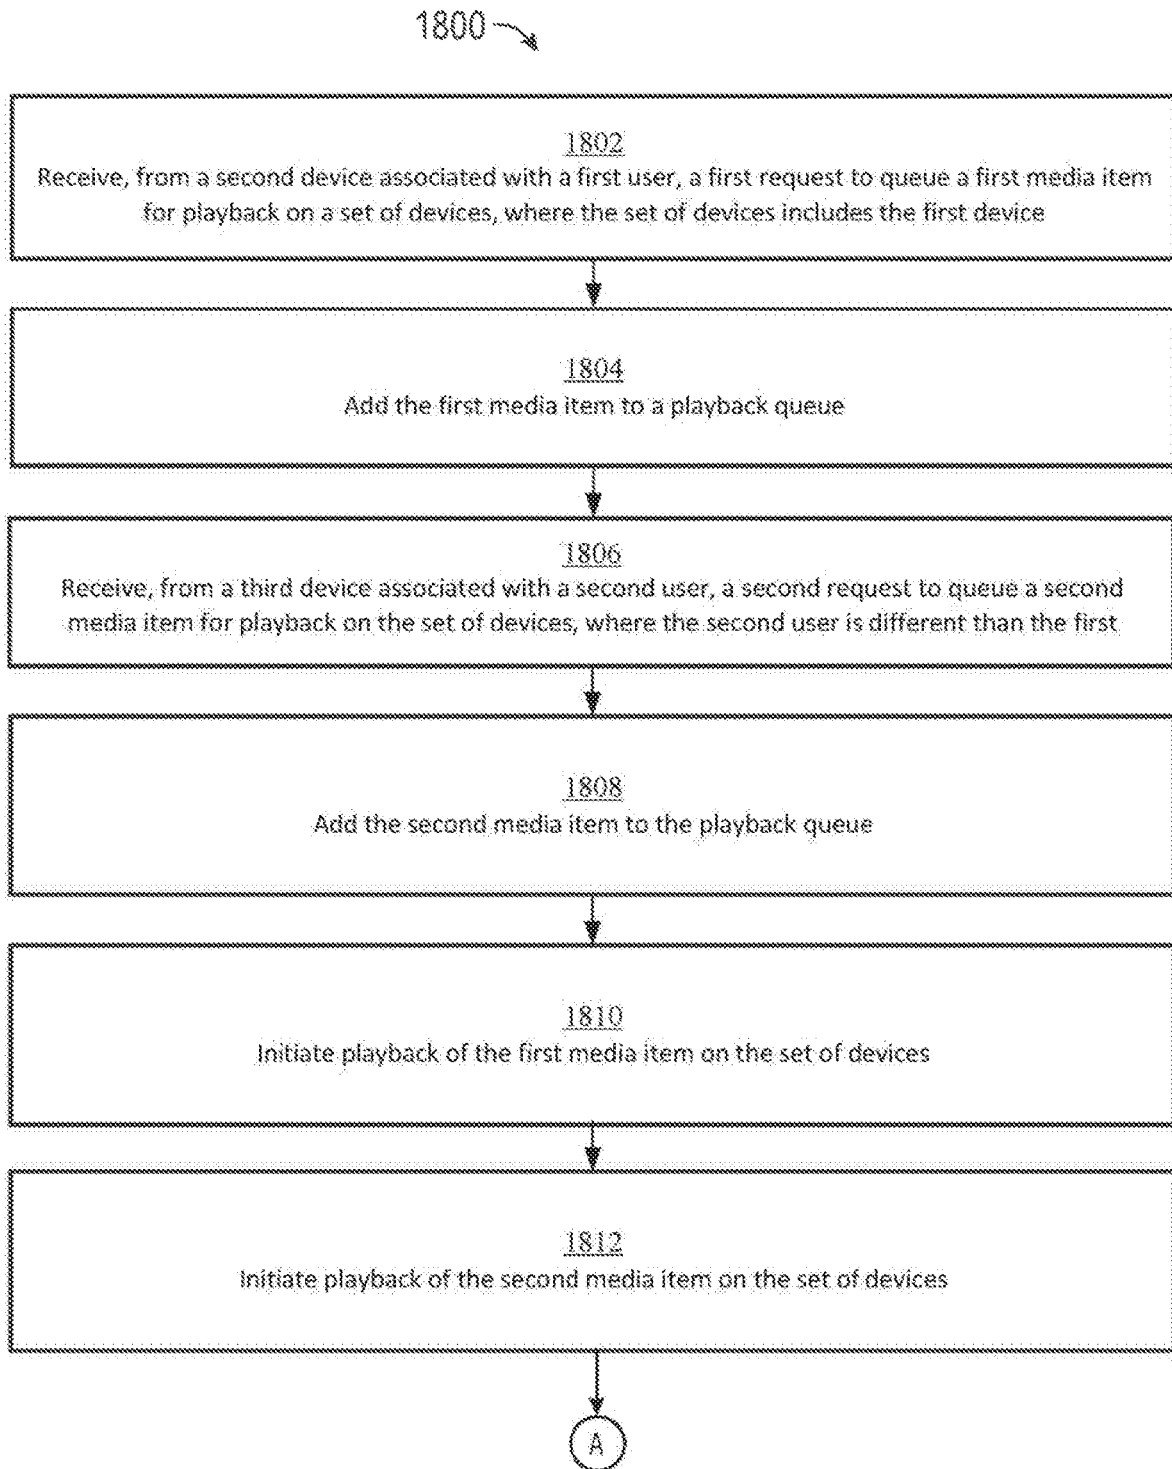 1800
1802
Receive, from a second device associated with a first user, a first request to queue a first media item
for playback on a set of devices, where the set of devices includes the first device
1804
Add the first media item to a playback queue
1806
Receive, from a third device associated with a second user, a second request to queue a second
media item for playback on the set of devices, where the second user is different than the first
1808
Add the second media item to the playback queue
1810
Initiate playback of the first media item on the set of devices
1812
Initiate playback of the second media item on the set of devices
A